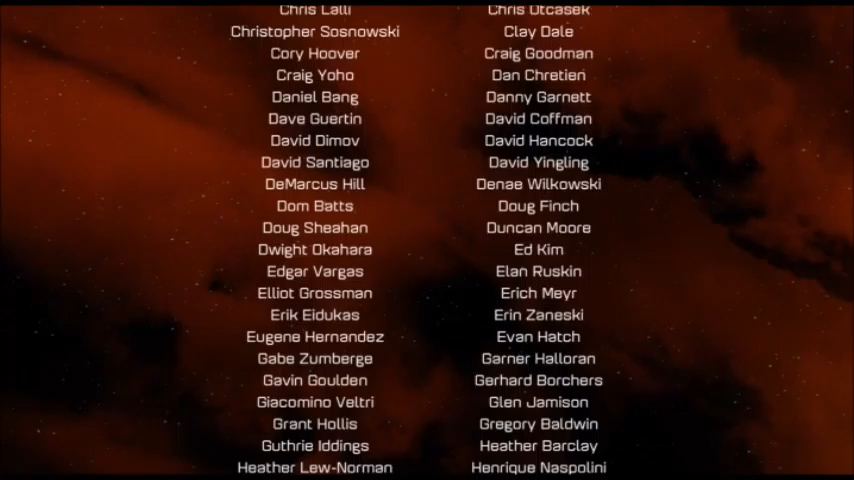 Chris Lalli Chris Otcasek
Christopher Sosnowski Clay Dale
Cory Hoover Craig Goodman
Craig Yoho Dan Chretien
Daniel Bang Danny Garnett
Dave Guertin David Coffman
David Dimov David Hancock
David Santiago David Yingling
DeMarcus Hill Denae Wilkowski
Dom Batts Doug Finch
Doug Sheahan Duncan Moore
Dwight Okahara Ed Kim
Edgar Vargas Elan Ruskin
Elliot Grossman Erich Meyr
Erik Eidukas Erin Zaneski
Eugene Hernandez Evan Hatch
Gabe Zumberge Garner Halloran
Gavin Goulden Gerhard Borchers
Giacomino Veltri Glen Jamison
Grant Hollis Gregory Baldwin
Guthrie Iddings Heather Barclay
Heather Lew-Norman Henrique Naspolini